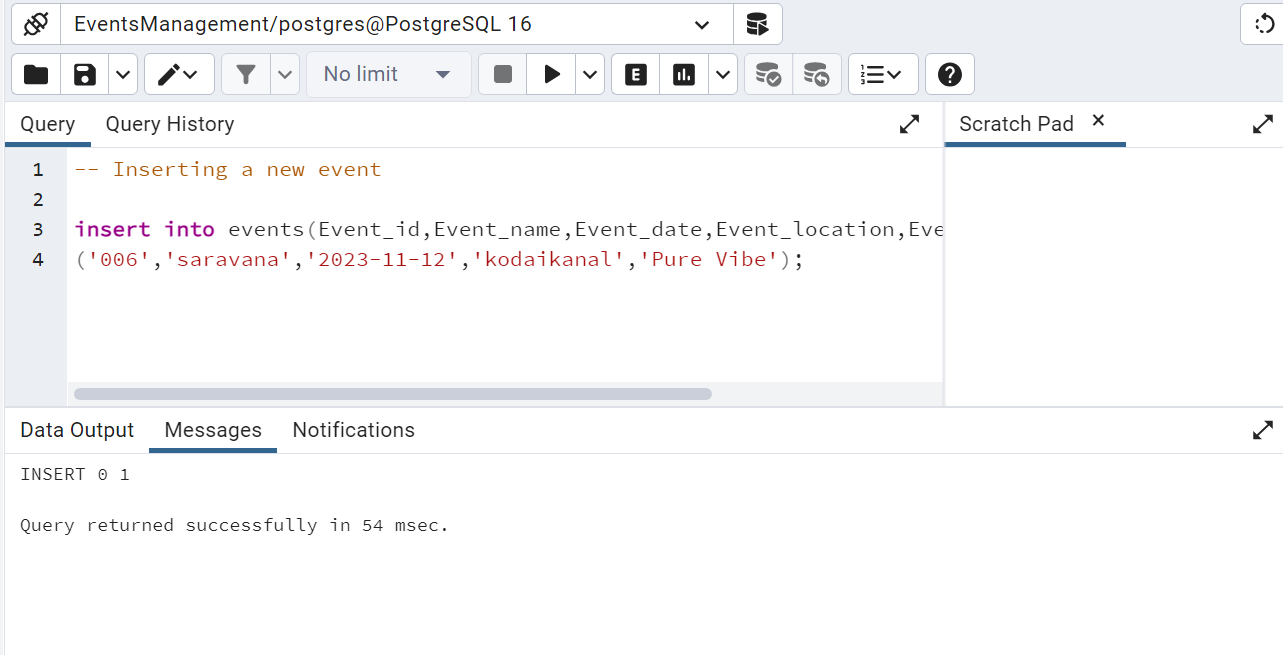 EventsManagement/postgres@PostgreSQL 16
No limit
E
Query Query History
Scratch Pad ×
1 -- Inserting a new event
2
3 insert into events(Event_id,Event_name,Event_date,Event_location,Eve
4 ('006','saravana','2023-11-12','kodaikanal','Pure Vibe');
Data Output Messages Notifications
INSERT 0 1
Query returned successfully in 54 msec.